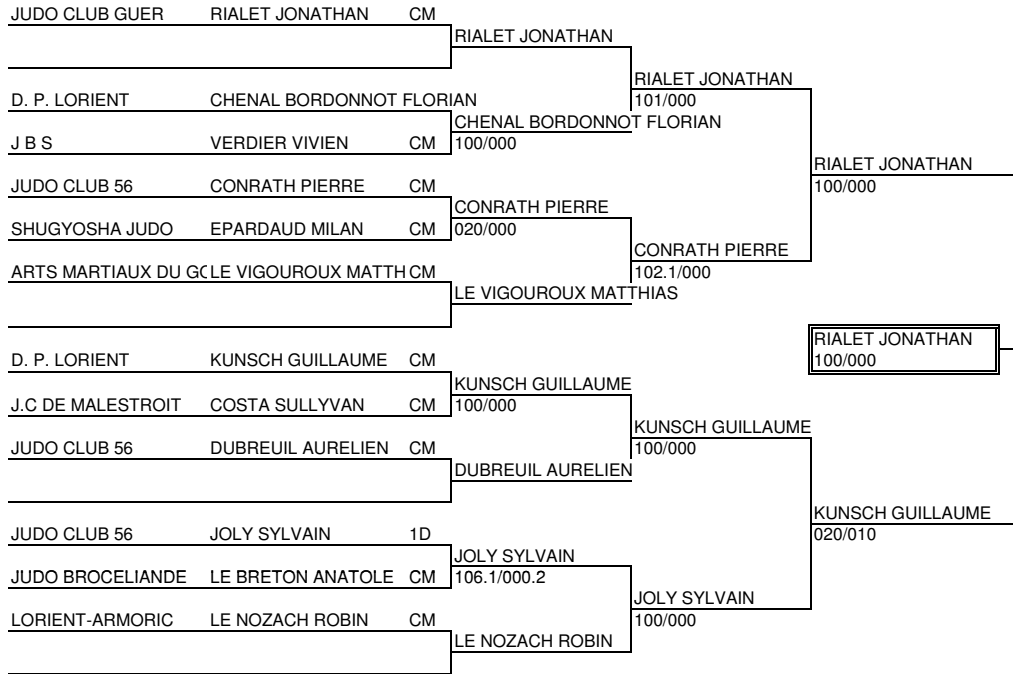 JUDO CLUB GUER RIALET JONATHAN CM
RIALET JONATHAN
RIALET JONATHAN
D. P. LORIENT CHENAL BORDONNOT FLORIAN
101/000
CHENAL BORDONNOT FLORIAN
J B S VERDIER VIVIEN CM
100/000
RIALET JONATHAN
JUDO CLUB 56 CONRATH PIERRE CM
100/000
CONRATH PIERRE
SHUGYOSHA JUDO EPARDAUD MILAN CM
020/000
CONRATH PIERRE
ARTS MARTIAUX DU GO LE VIGOUROUX MATTH CM
102.1/000
LE VIGOUROUX MATTHIAS
RIALET JONATHAN
D. P. LORIENT KUNSCH GUILLAUME CM
100/000
KUNSCH GUILLAUME
J.C DE MALESTROIT COSTA SULLYVAN CM
100/000
KUNSCH GUILLAUME
JUDO CLUB 56 DUBREUIL AURELIEN CM
100/000
DUBREUIL AURELIEN
KUNSCH GUILLAUME
JUDO CLUB 56 JOLY SYLVAIN 1D
020/010
JOLY SYLVAIN
JUDO BROCELIANDE LE BRETON ANATOLE CM
106.1/000.2
JOLY SYLVAIN
LORIENT-ARMORIC LE NOZACH ROBIN CM
100/000
LE NOZACH ROBIN